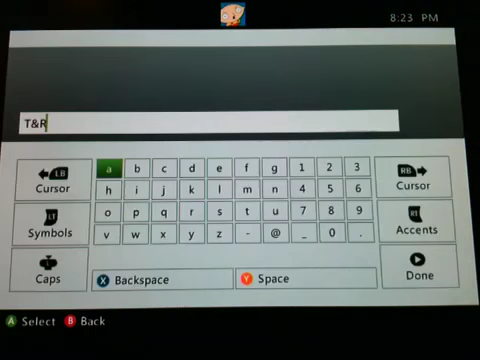 8:23 PM
T&R
LB Cursor
a b c d e f g 1 2 3
RB Cursor
h i j k l m n 4 5 6
LT Symbols
o p q r s t u 7 8 9
RT Accents
v w x y z - @ _ 0 .
Caps
X Backspace
Y Space
Done
A Select B Back